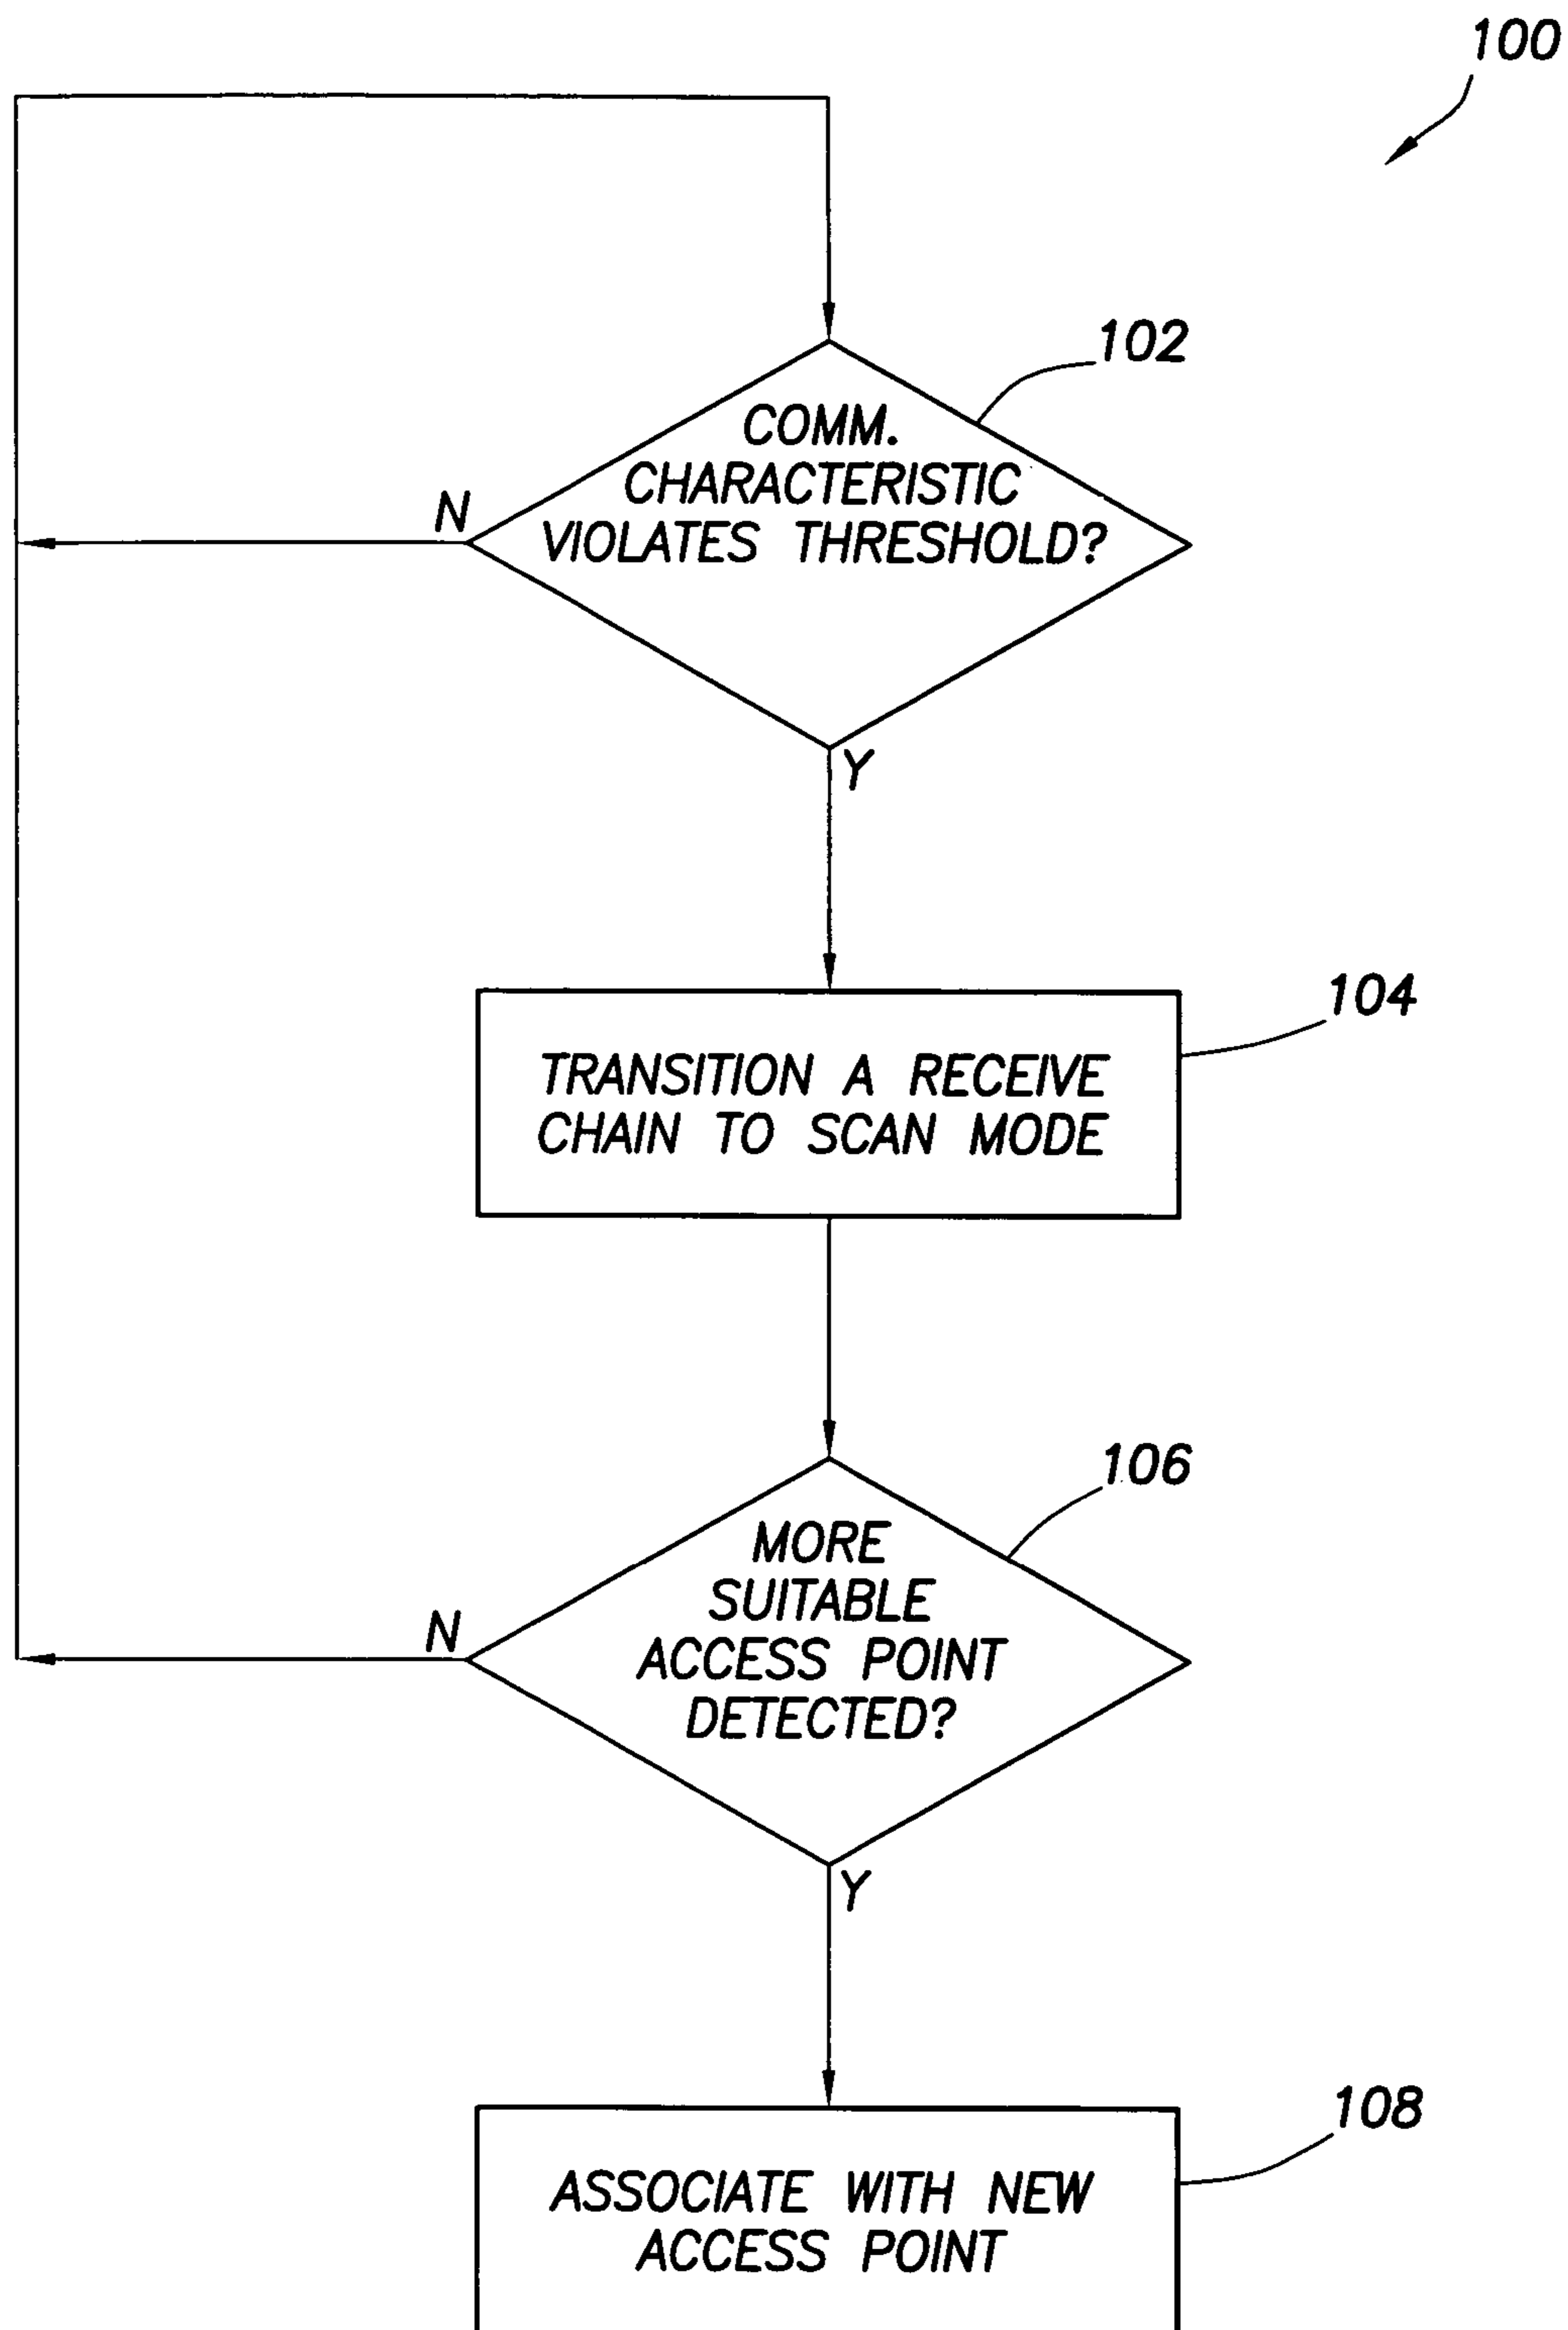 100
102
COMM.
CHARACTERISTIC
VIOLATES THRESHOLD?
N
Y
104
TRANSITION A RECEIVE
CHAIN TO SCAN MODE
106
MORE
SUITABLE
ACCESS POINT
DETECTED?
N
Y
108
ASSOCIATE WITH NEW
ACCESS POINT